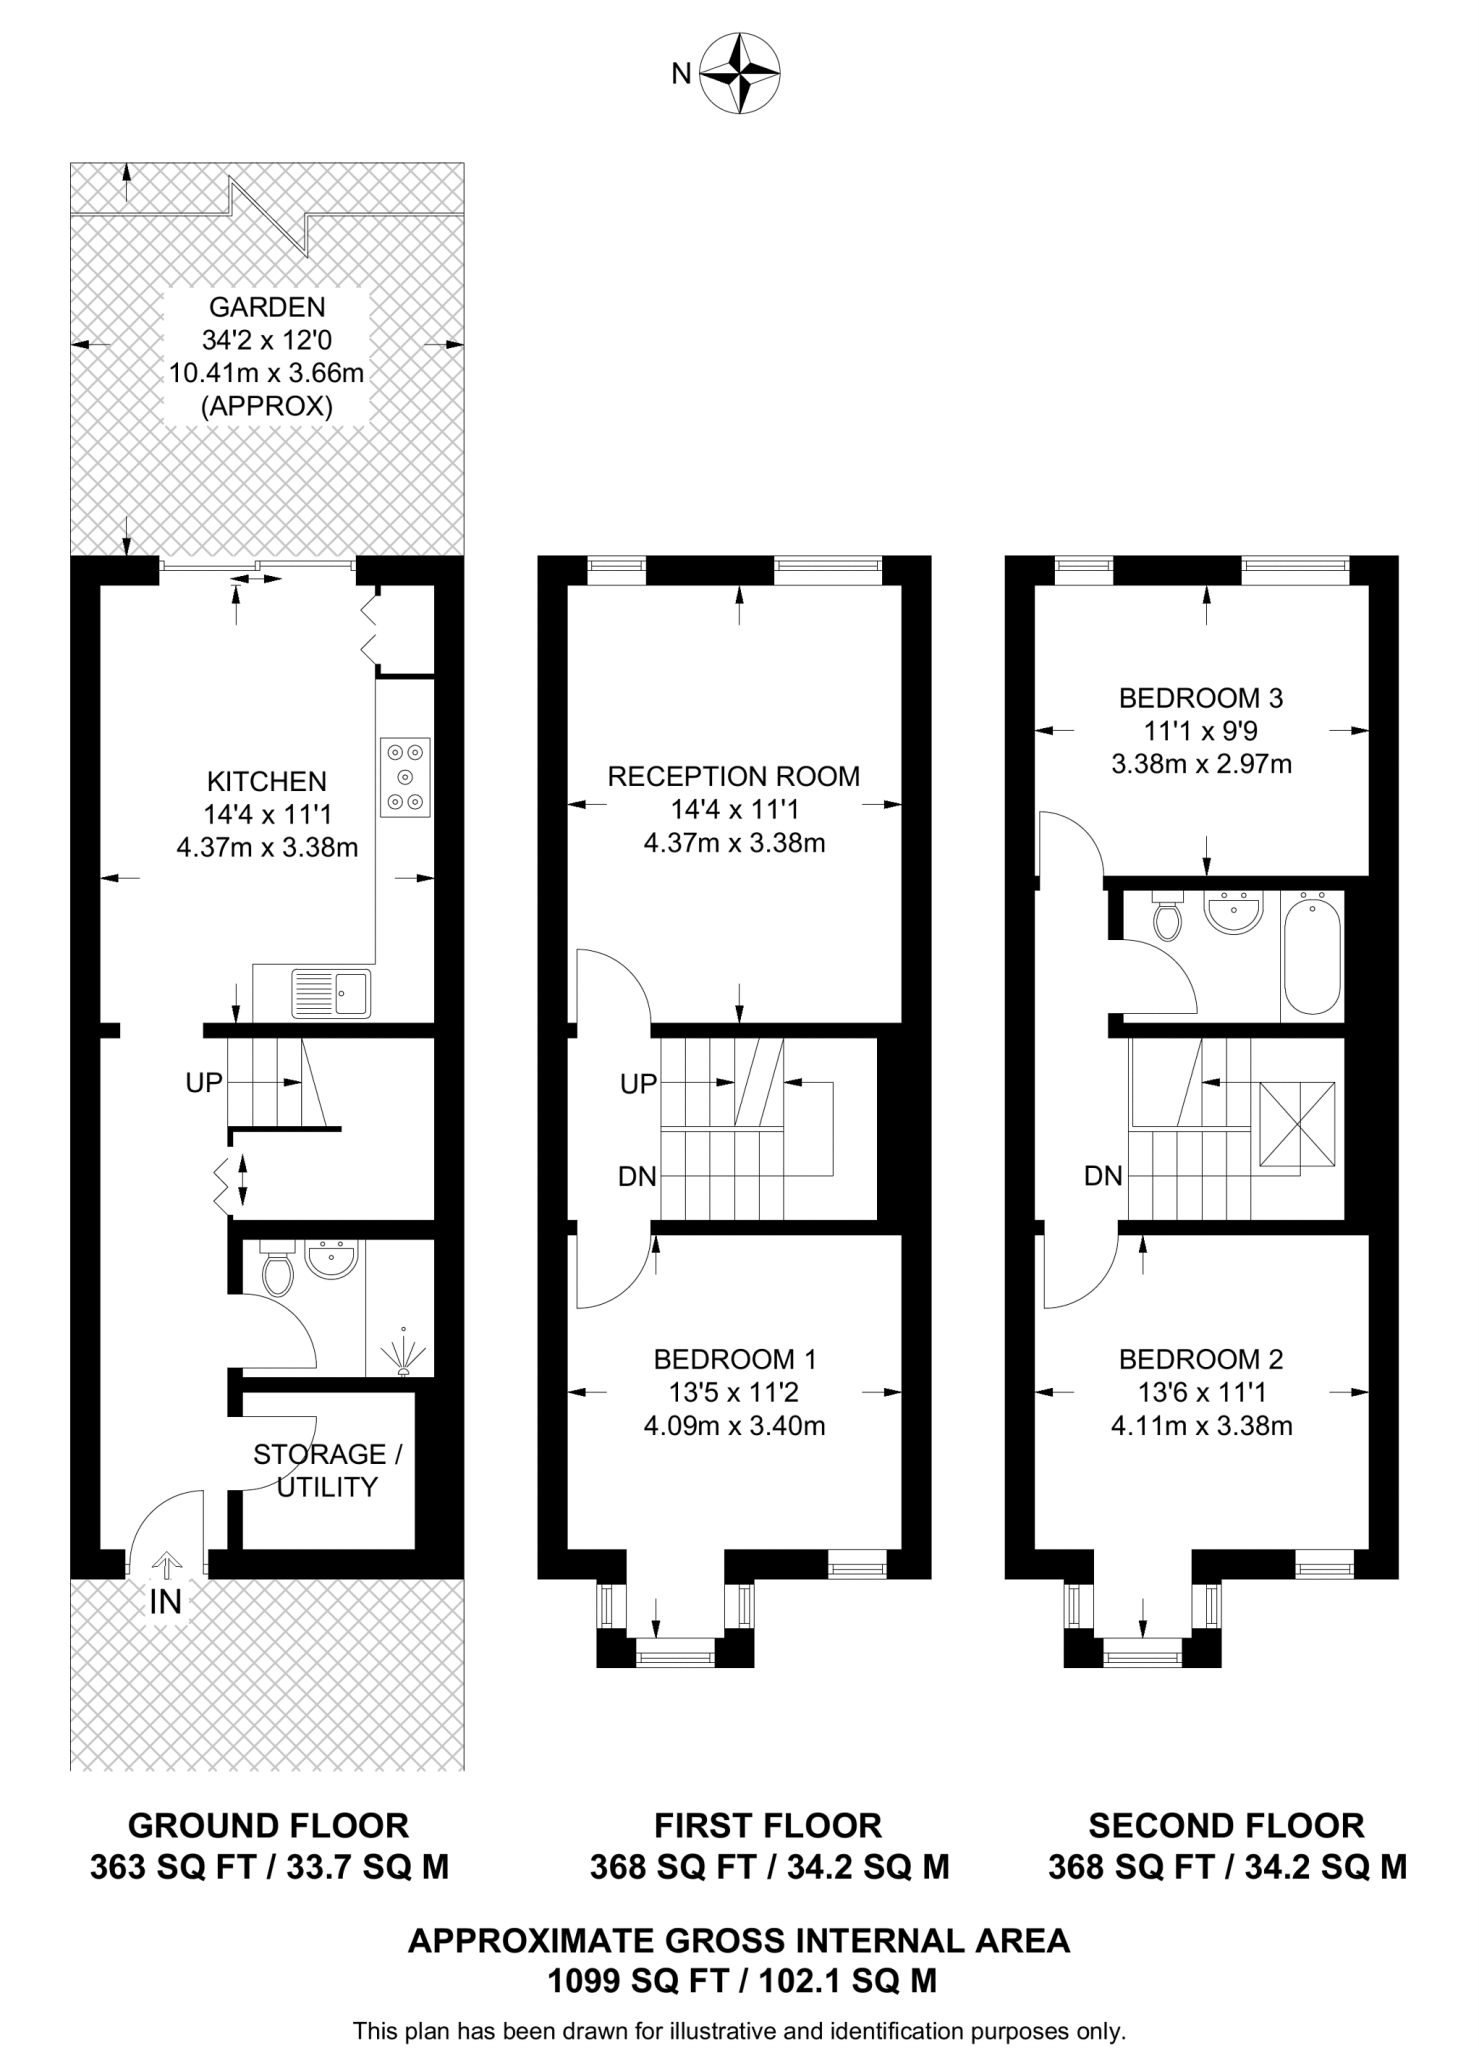 N
GARDEN
34'2 x 12'0
10.41m x 3.66m
(APPROX)
KITCHEN
14'4 x 11'1
4.37m x 3.38m
UP
STORAGE /
UTILITY
IN
RECEPTION ROOM
14'4 x 11'1
4.37m x 3.38m
UP
DN
BEDROOM 1
13'5 x 11'2
4.09m x 3.40m
BEDROOM 3
11'1 x 9'9
3.38m x 2.97m
DN
BEDROOM 2
13'6 x 11'1
4.11m x 3.38m
GROUND FLOOR
363 SQ FT / 33.7 SQ M
FIRST FLOOR
368 SQ FT / 34.2 SQ M
SECOND FLOOR
368 SQ FT / 34.2 SQ M
APPROXIMATE GROSS INTERNAL AREA
1099 SQ FT / 102.1 SQ M
This plan has been drawn for illustrative and identification purposes only.